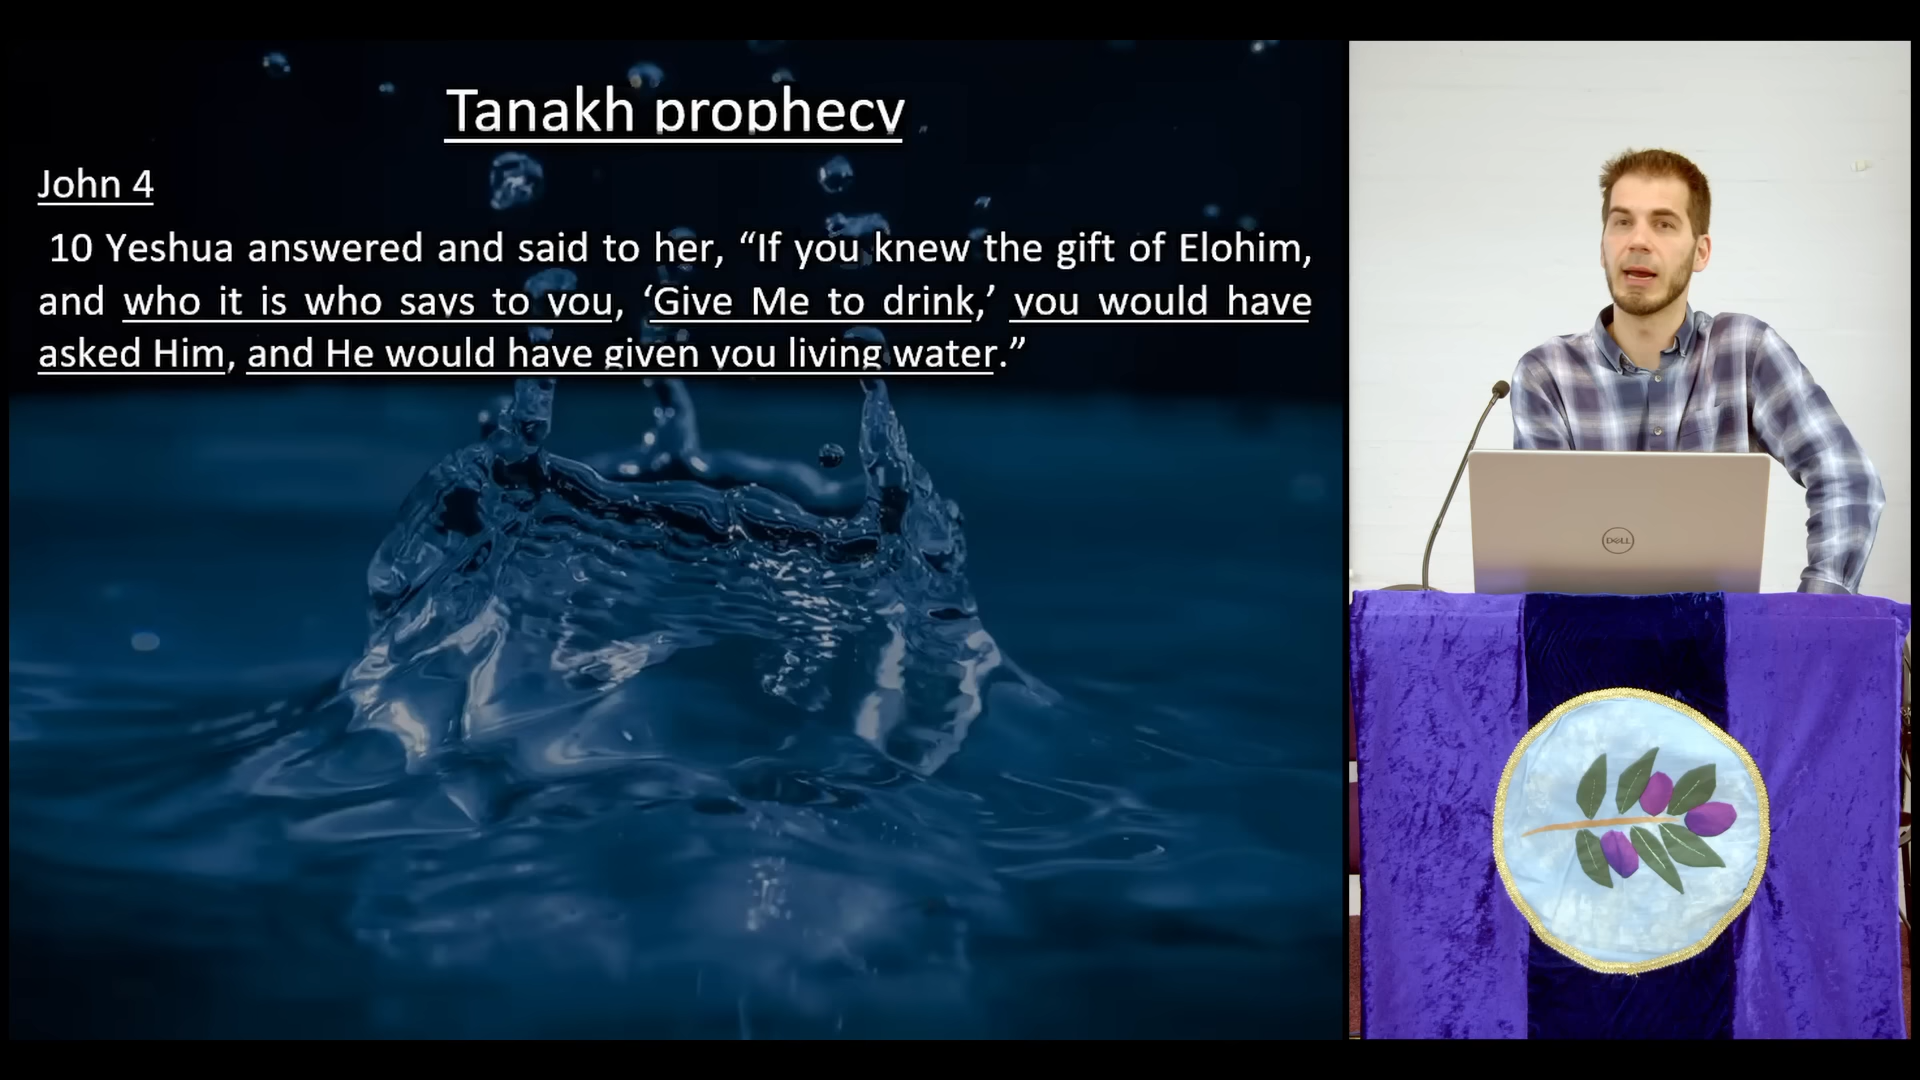 Tanakh prophecy
John 4
10 Yeshua answered and said to her, “If you knew the gift of Elohim,
and who it is who says to you, ‘Give Me to drink,’ you would have
asked Him, and He would have given you living water.”
DELL